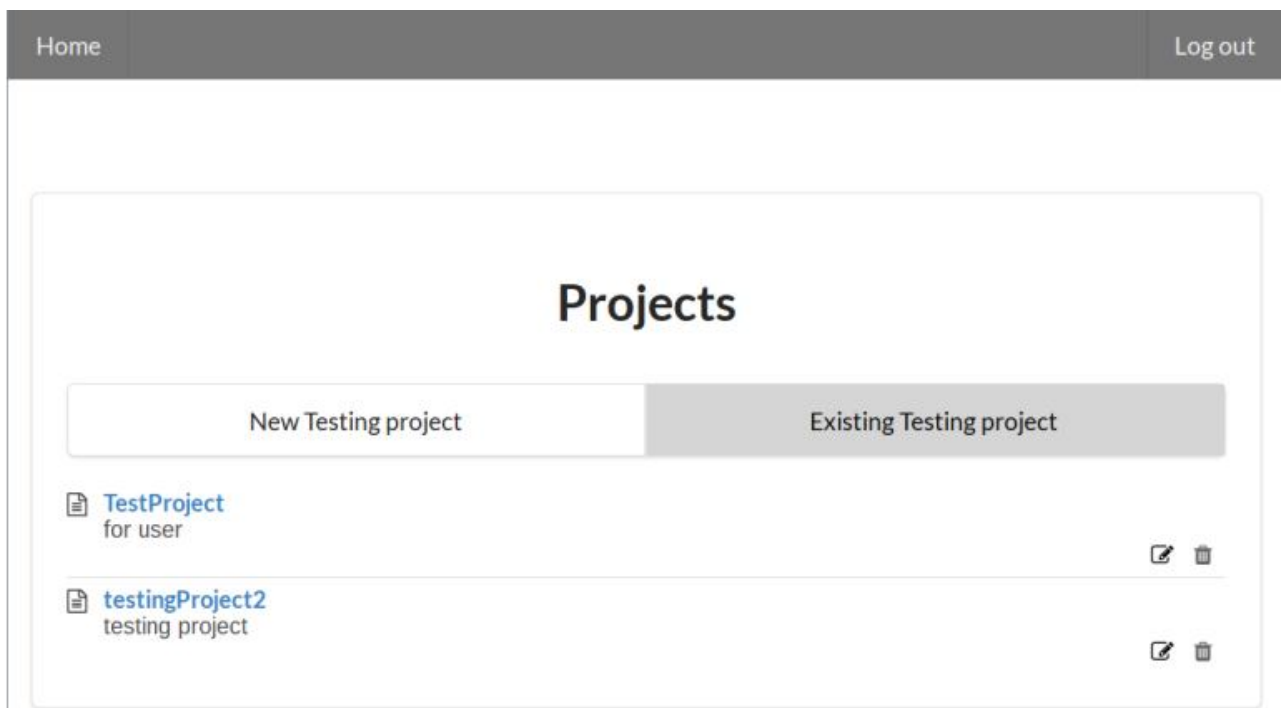 Home
Log out
Projects
New Testing project
Existing Testing project
TestProject
for user
testingProject2
testing project